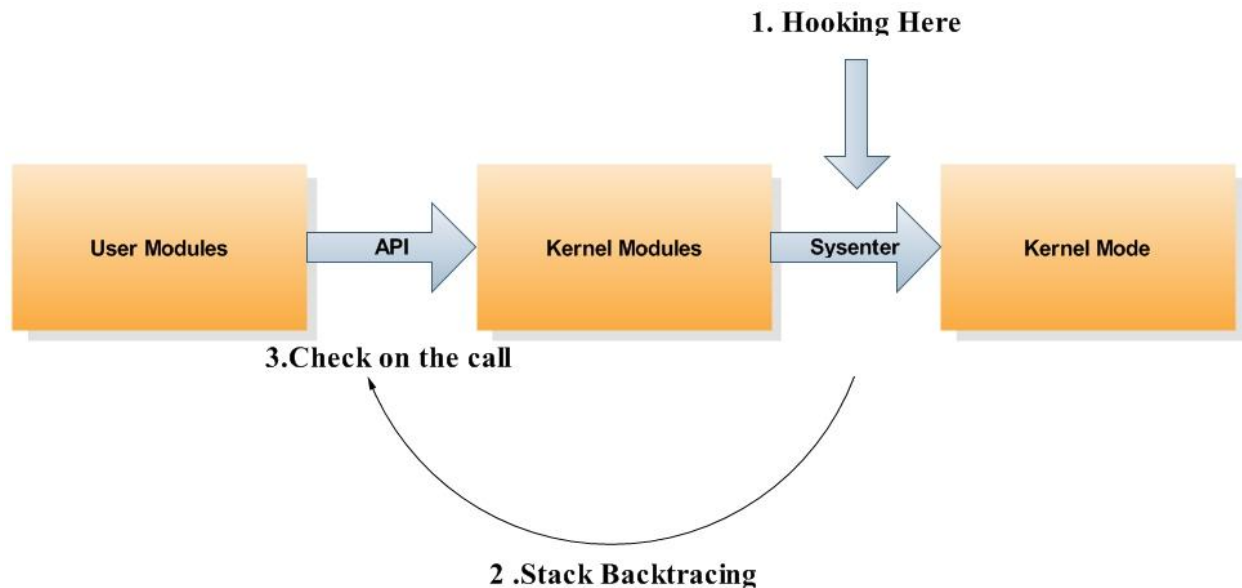 1. Hooking Here
User Modules
API
Kernel Modules
Sysenter
Kernel Mode
3.Check on the call
2 .Stack Backtracing